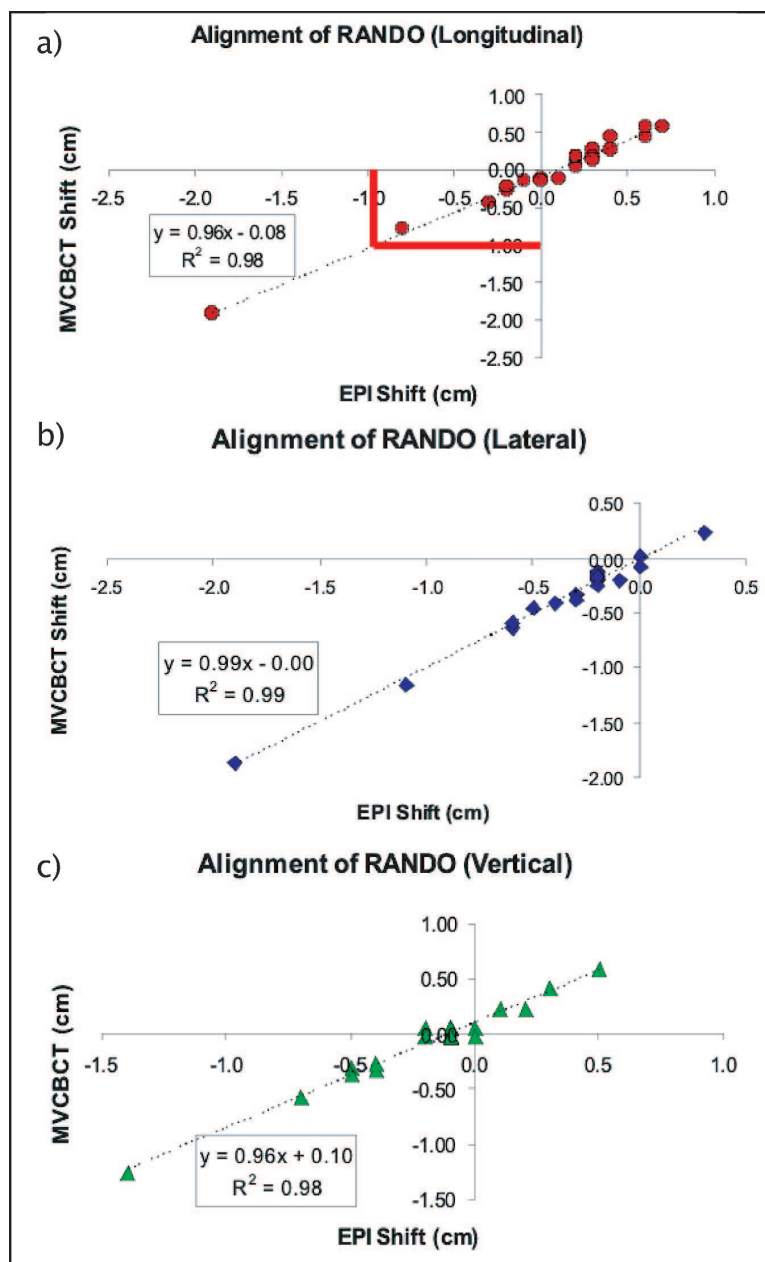 a)
Alignment of RANDO (Longitudinal)
1.00
0.50
0.00
-2.5 -2.0 -1.5 -1.0 -0.5 0.0 0.5 1.0
-0.50
-1.00
-1.50
-2.00
-2.50
MVCBCT Shift (cm)
y = 0.96x - 0.08
R² = 0.98
EPI Shift (cm)
b)
Alignment of RANDO (Lateral)
0.50
0.00
-2.5 -2.0 -1.5 -1.0 -0.5 0.0 0.5
-0.50
-1.00
-1.50
-2.00
MVCBCT Shift (cm)
y = 0.99x - 0.00
R² = 0.99
EPI Shift (cm)
c)
Alignment of RANDO (Vertical)
1.00
0.50
0.00
-1.5 -1.0 -0.5 0.0 0.5 1.0
-0.50
-1.00
-1.50
MVCBCT (cm)
y = 0.96x + 0.10
R² = 0.98
EPI Shift (cm)